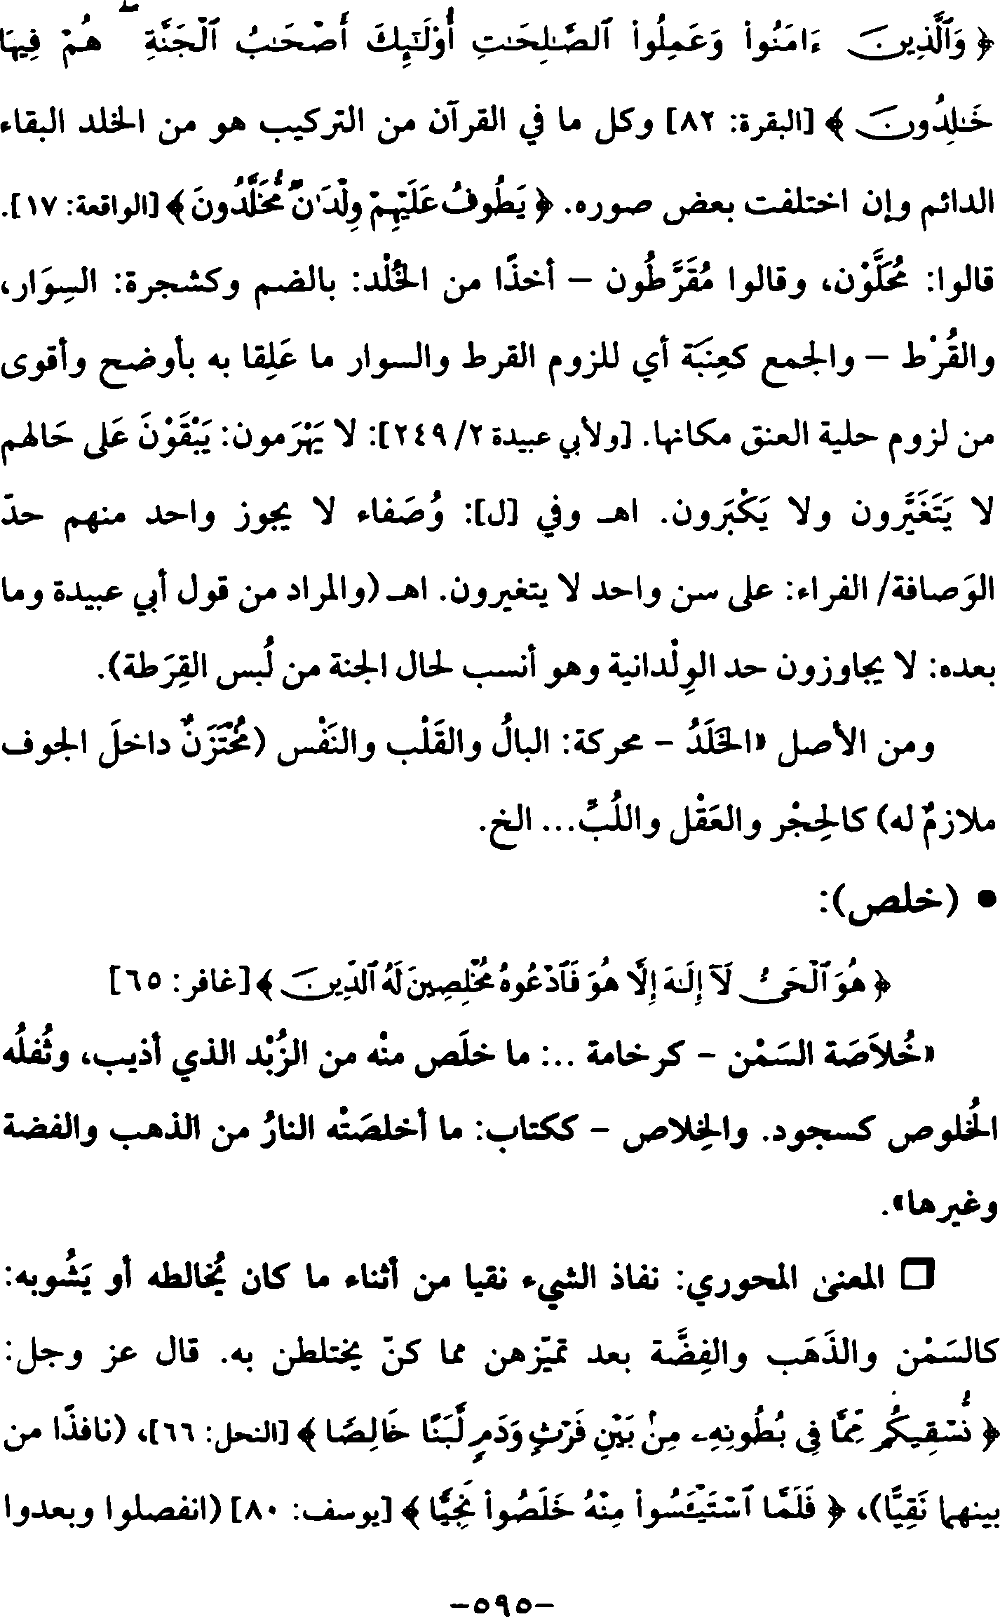 ﴿ وَٱلَّذِينَ ءَامَنُوا۟ وَعَمِلُوا۟ ٱلصَّـٰلِحَـٰتِ أُو۟لَـٰٓئِكَ أَصْحَـٰبُ ٱلْجَنَّةِ ۖ هُمْ فِيهَا
خَـٰلِدُونَ ﴾ [البقرة: ٨٢] وكل ما في القرآن من التركيب هو من الخلد البقاء
الدائم وإن اختلفت بعض صوره. ﴿ يَطُوفُ عَلَيْهِمْ وِلْدَٰنٌ مُّخَلَّدُونَ ﴾ [الواقعة: ١٧].
قالوا: مُحَلَّوْن، وقالوا مُقَرَّطُون – أخذًا من الخُلْد: بالضم وكشجرة: السِوَار،
والقُرْط – والجمع كعِنَبَة أي للزوم القرط والسوار ما عَلِقا به بأوضح وأقوى
من لزوم حلية العنق مكانها. [ولأبي عبيدة ٢/ ٢٤٩]: لا يَهْرَمون: يَبْقَوْنَ عَلى حَالهم
لا يَتَغَيَّرون ولا يَكْبَرون. اهـ وفي [ل]: وُصَفاء لا يجوز واحد منهم حدّ
الوَصافة/ الفراء: على سن واحد لا يتغيرون. اهـ (والمراد من قول أبي عبيدة وما
بعده: لا يجاوزون حد الوِلْدانية وهو أنسب لحال الجنة من لُبس القِرَطة).
ومن الأصل «الخَلَدُ – محركة: البالُ والقَلْب والنَفْس (مُخْتَزَنٌ داخلَ الجوف
ملازمٌ له) كالحِجْر والعَقْل واللُبِّ... الخ.
• (خلص):
﴿ هُوَ ٱلْحَىُّ لَآ إِلَـٰهَ إِلَّا هُوَ فَٱدْعُوهُ مُخْلِصِينَ لَهُ ٱلدِّينَ ﴾ [غافر: ٦٥]
«خُلاَصَة السَمْن – كرخامة ..: ما خلَص منْه من الزُبْد الذي أذيب، وثُفلُه
الخُلوص كسجود. والخِلاص – ككتاب: ما أخلصَتْه النارُ من الذهب والفضة
وغيرها».
□ المعنى المحوري: نفاذ الشيء نقيا من أثناء ما كان يُخالطه أو يَشُوبه:
كالسَمْن والذَهَب والفِضَّة بعد تميّزهن مما كنّ يختلطن به. قال عز وجل:
﴿ نُّسْقِيكُم مِّمَّا فِى بُطُونِهِۦ مِنۢ بَيْنِ فَرْثٍ وَدَمٍ لَّبَنًا خَالِصًا ﴾ [النحل: ٦٦]، (نافذًا من
بينهما نَقِيًّا)، ﴿ فَلَمَّا ٱسْتَيْـَٔسُوا۟ مِنْهُ خَلَصُوا۟ نَجِيًّا ﴾ [يوسف: ٨٠] (انفصلوا وبعدوا
–٥٩٥–